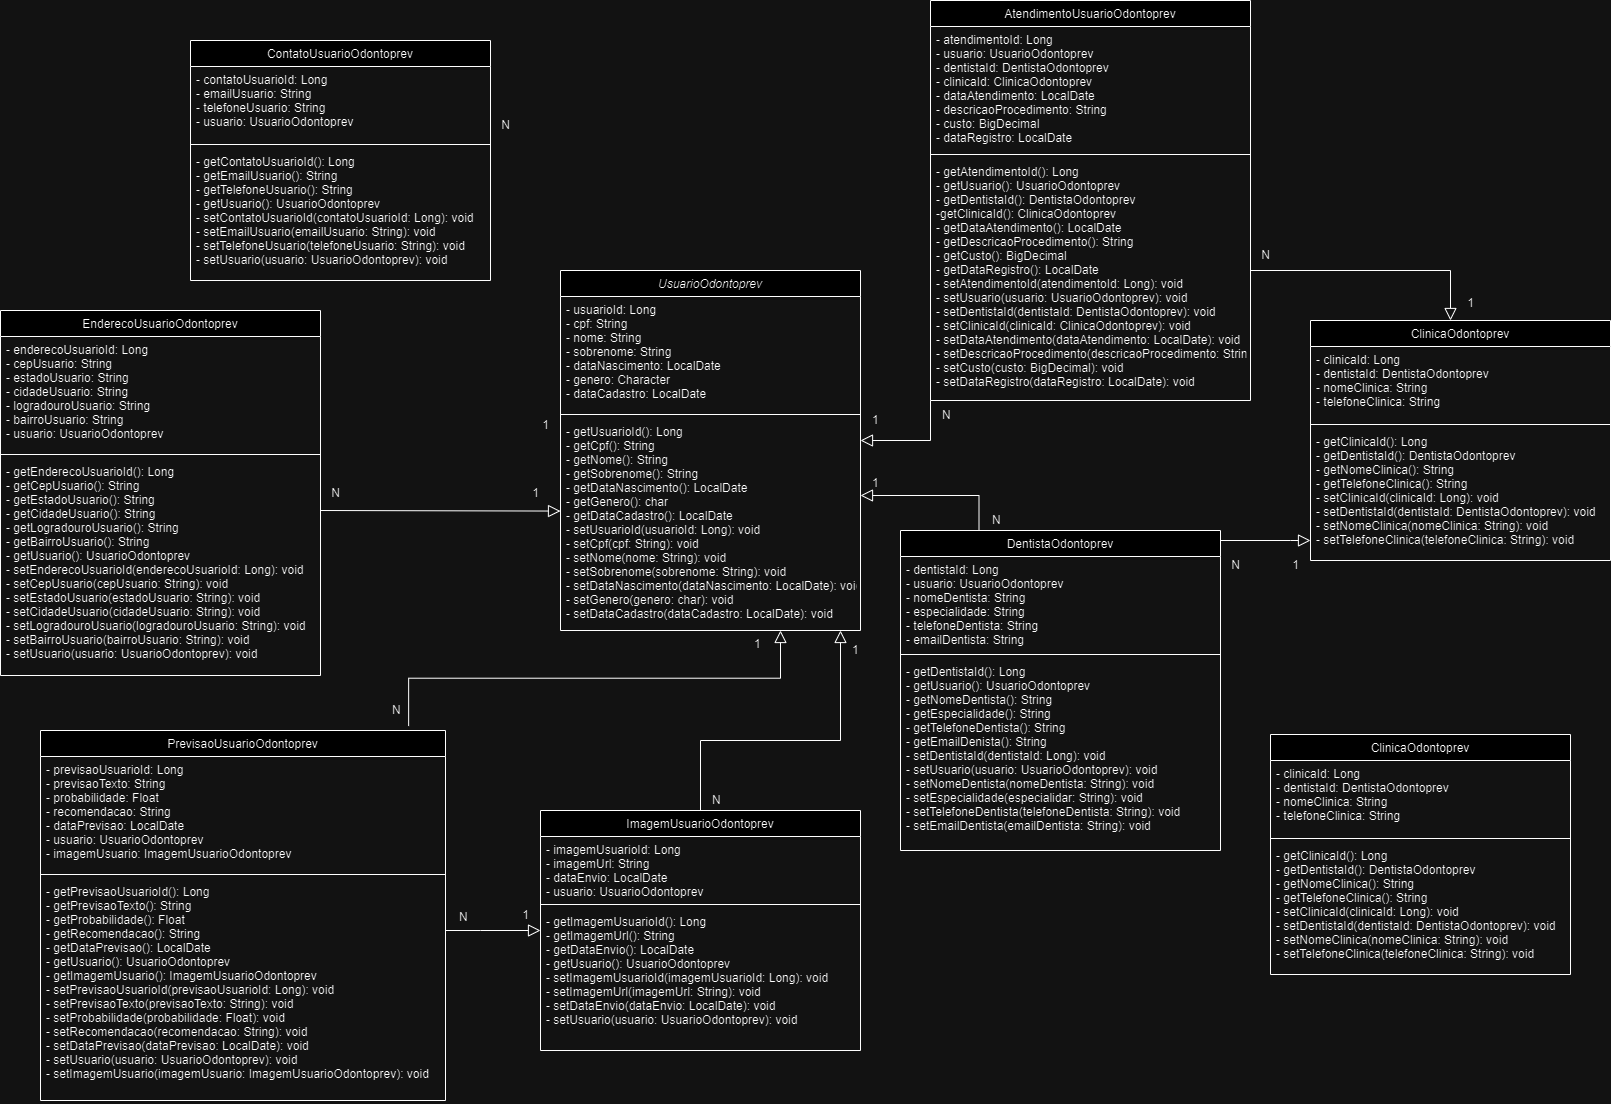 ContatoUsuarioOdontoprev
- contatoUsuarioId: Long
- emailUsuario: String
- telefoneUsuario: String
- usuario: UsuarioOdontoprev
- getContatoUsuarioId(): Long
- getEmailUsuario(): String
- getTelefoneUsuario(): String
- getUsuario(): UsuarioOdontoprev
- setContatoUsuarioId(contatoUsuarioId: Long): void
- setEmailUsuario(emailUsuario: String): void
- setTelefoneUsuario(telefoneUsuario: String): void
- setUsuario(usuario: UsuarioOdontoprev): void
N
AtendimentoUsuarioOdontoprev
- atendimentoId: Long
- usuario: UsuarioOdontoprev
- dentistaId: DentistaOdontoprev
- clinicaId: ClinicaOdontoprev
- dataAtendimento: LocalDate
- descricaoProcedimento: String
- custo: BigDecimal
- dataRegistro: LocalDate
- getAtendimentoId(): Long
- getUsuario(): UsuarioOdontoprev
- getDentistaId(): DentistaOdontoprev
-getClinicaId(): ClinicaOdontoprev
- getDataAtendimento(): LocalDate
- getDescricaoProcedimento(): String
- getCusto(): BigDecimal
- getDataRegistro(): LocalDate
- setAtendimentoId(atendimentoId: Long): void
- setUsuario(usuario: UsuarioOdontoprev): void
- setDentistaId(dentistaId: DentistaOdontoprev): void
- setClinicaId(clinicaId: ClinicaOdontoprev): void
- setDataAtendimento(dataAtendimento: LocalDate): void
- setDescricaoProcedimento(descricaoProcedimento: Strin
- setCusto(custo: BigDecimal): void
- setDataRegistro(dataRegistro: LocalDate): void
N
1
N
1
EnderecoUsuarioOdontoprev
- enderecoUsuarioId: Long
- cepUsuario: String
- estadoUsuario: String
- cidadeUsuario: String
- logradouroUsuario: String
- bairroUsuario: String
- usuario: UsuarioOdontoprev
- getEnderecoUsuarioId(): Long
- getCepUsuario(): String
- getEstadoUsuario(): String
- getCidadeUsuario(): String
- getLogradouroUsuario(): String
- getBairroUsuario(): String
- getUsuario(): UsuarioOdontoprev
- setEnderecoUsuarioId(enderecoUsuarioId: Long): void
- setCepUsuario(cepUsuario: String): void
- setEstadoUsuario(estadoUsuario: String): void
- setCidadeUsuario(cidadeUsuario: String): void
- setLogradouroUsuario(logradouroUsuario: String): void
- setBairroUsuario(bairroUsuario: String): void
- setUsuario(usuario: UsuarioOdontoprev): void
N
1
1
UsuarioOdontoprev
- usuarioId: Long
- cpf: String
- nome: String
- sobrenome: String
- dataNascimento: LocalDate
- genero: Character
- dataCadastro: LocalDate
- getUsuarioId(): Long
- getCpf(): String
- getNome(): String
- getSobrenome(): String
- getDataNascimento(): LocalDate
- getGenero(): char
- getDataCadastro(): LocalDate
- setUsuarioId(usuarioId: Long): void
- setCpf(cpf: String): void
- setNome(nome: String): void
- setSobrenome(sobrenome: String): void
- setDataNascimento(dataNascimento: LocalDate): voi
- setGenero(genero: char): void
- setDataCadastro(dataCadastro: LocalDate): void
1
1
1
N
ClinicaOdontoprev
- clinicaId: Long
- dentistaId: DentistaOdontoprev
- nomeClinica: String
- telefoneClinica: String
- getClinicaId(): Long
- getDentistaId(): DentistaOdontoprev
- getNomeClinica(): String
- getTelefoneClinica(): String
- setClinicaId(clinicaId: Long): void
- setDentistaId(dentistaId: DentistaOdontoprev): void
- setNomeClinica(nomeClinica: String): void
- setTelefoneClinica(telefoneClinica: String): void
DentistaOdontoprev
- dentistaId: Long
- usuario: UsuarioOdontoprev
- nomeDentista: String
- especialidade: String
- telefoneDentista: String
- emailDentista: String
- getDentistaId(): Long
- getUsuario(): UsuarioOdontoprev
- getNomeDentista(): String
- getEspecialidade(): String
- getTelefoneDentista(): String
- getEmailDenista(): String
- setDentistaId(dentistaId: Long): void
- setUsuario(usuario: UsuarioOdontoprev): void
- setNomeDentista(nomeDentista: String): void
- setEspecialidade(especialidar: String): void
- setTelefoneDentista(telefoneDentista: String): void
- setEmailDentista(emailDentista: String): void
N
1
N
PrevisaoUsuarioOdontoprev
- previsaoUsuarioId: Long
- previsaoTexto: String
- probabilidade: Float
- recomendacao: String
- dataPrevisao: LocalDate
- usuario: UsuarioOdontoprev
- imagemUsuario: ImagemUsuarioOdontoprev
- getPrevisaoUsuarioId(): Long
- getPrevisaoTexto(): String
- getProbabilidade(): Float
- getRecomendacao(): String
- getDataPrevisao(): LocalDate
- getUsuario(): UsuarioOdontoprev
- getImagemUsuario(): ImagemUsuarioOdontoprev
- setPrevisaoUsuarioId(previsaoUsuarioId: Long): void
- setPrevisaoTexto(previsaoTexto: String): void
- setProbabilidade(probabilidade: Float): void
- setRecomendacao(recomendacao: String): void
- setDataPrevisao(dataPrevisao: LocalDate): void
- setUsuario(usuario: UsuarioOdontoprev): void
- setImagemUsuario(imagemUsuario: ImagemUsuarioOdontoprev): void
N
1
N
ImagemUsuarioOdontoprev
- imagemUsuarioId: Long
- imagemUrl: String
- dataEnvio: LocalDate
- usuario: UsuarioOdontoprev
- getImagemUsuarioId(): Long
- getImagemUrl(): String
- getDataEnvio(): LocalDate
- getUsuario(): UsuarioOdontoprev
- setImagemUsuarioId(imagemUsuarioId: Long): void
- setImagemUrl(imagemUrl: String): void
- setDataEnvio(dataEnvio: LocalDate): void
- setUsuario(usuario: UsuarioOdontoprev): void
ClinicaOdontoprev
- clinicaId: Long
- dentistaId: DentistaOdontoprev
- nomeClinica: String
- telefoneClinica: String
- getClinicaId(): Long
- getDentistaId(): DentistaOdontoprev
- getNomeClinica(): String
- getTelefoneClinica(): String
- setClinicaId(clinicaId: Long): void
- setDentistaId(dentistaId: DentistaOdontoprev): void
- setNomeClinica(nomeClinica: String): void
- setTelefoneClinica(telefoneClinica: String): void